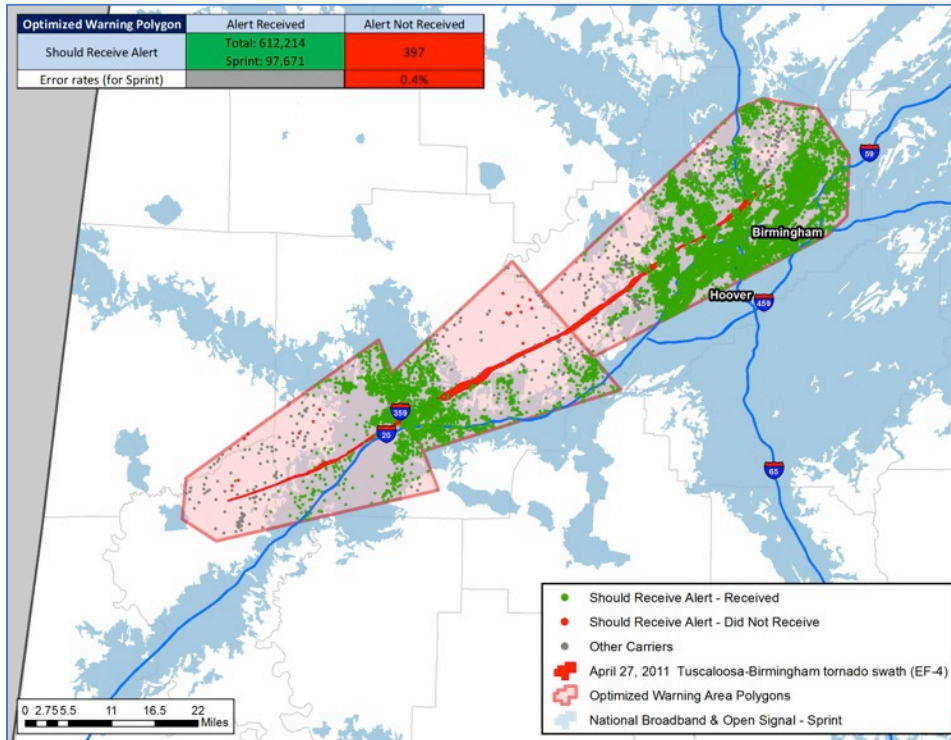 Optimized Warning Polygon Alert Received Alert Not Received
Should Receive Alert Total: 612,214 397
Sprint: 97,671
Error rates (for Sprint) 0.4%
59
Birmingham
Hoover
459
359
20
65
Should Receive Alert - Received
Should Receive Alert - Did Not Receive
Other Carriers
April 27, 2011 Tuscaloosa-Birmingham tornado swath (EF-4)
Optimized Warning Area Polygons
National Broadband & Open Signal - Sprint
0 2.75 5.5 11 16.5 22
Miles